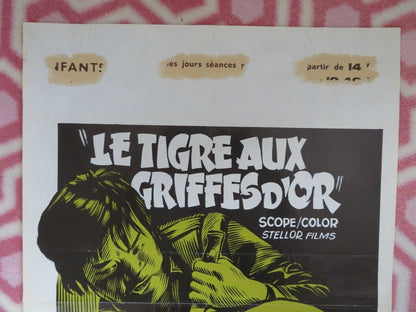 NFANTS
es jours séances
partir de 14
"LE TIGRE AUX
GRIFFES D'OR"
SCOPE/COLOR
STELLOR FILMS